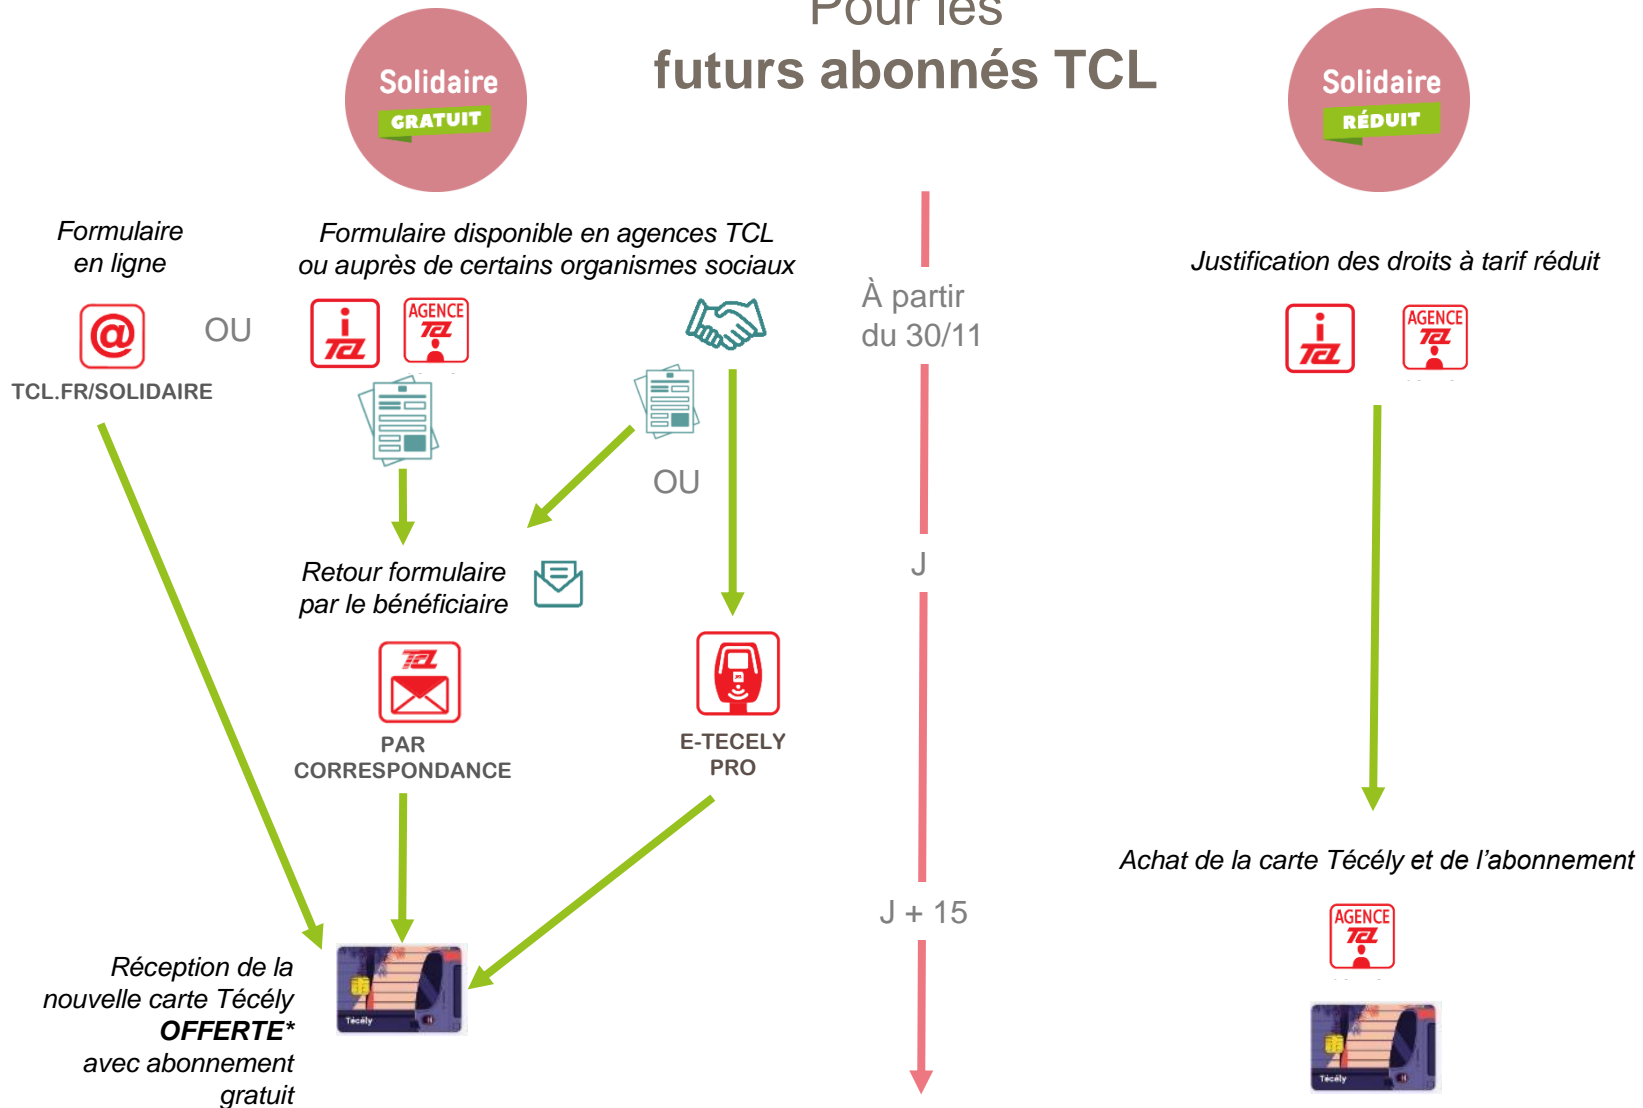 Pour les
futurs abonnés TCL
Solidaire
GRATUIT
Solidaire
RÉDUIT
Formulaire
en ligne
Formulaire disponible en agences TCL
ou auprès de certains organismes sociaux
@
TCL.FR/SOLIDAIRE
OU
i
TCL
AGENCE
TCL
OU
Retour formulaire
par le bénéficiaire
TCL
PAR
CORRESPONDANCE
E-TECELY
PRO
Réception de la
nouvelle carte Técély
OFFERTE*
avec abonnement
gratuit
Técély
À partir
du 30/11
J
J + 15
Justification des droits à tarif réduit
i
TCL
AGENCE
TCL
Achat de la carte Técély et de l’abonnement
AGENCE
TCL
Técély